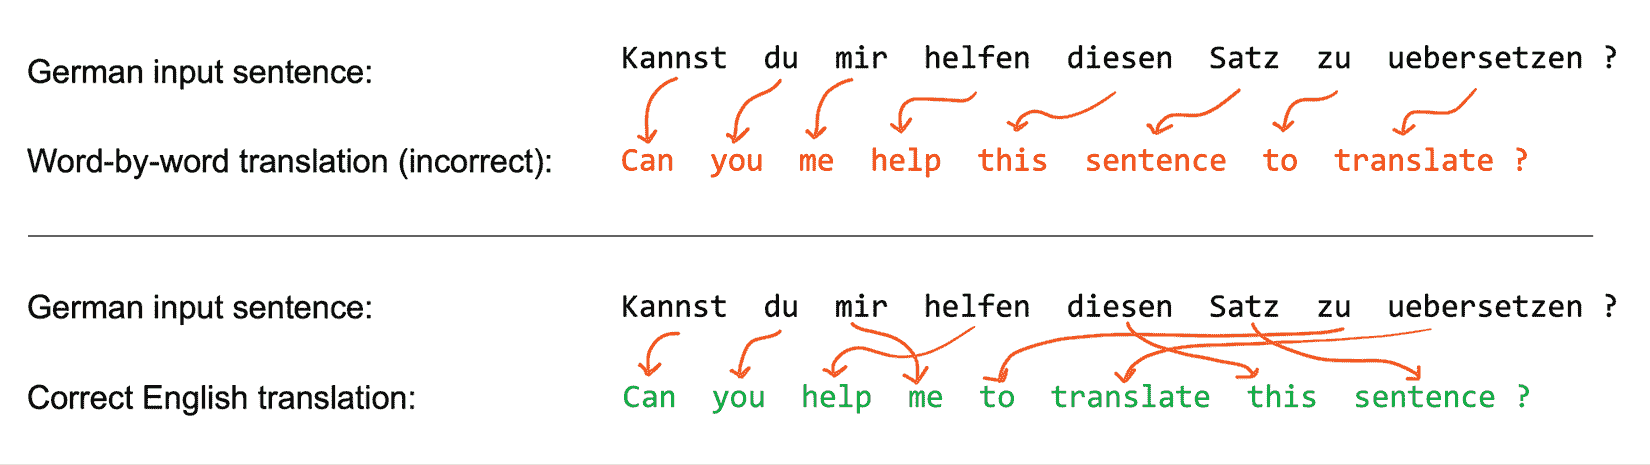 German input sentence: Kannst du mir helfen diesen Satz zu uebersetzen ?
Word-by-word translation (incorrect): Can you me help this sentence to translate ?
German input sentence: Kannst du mir helfen diesen Satz zu uebersetzen ?
Correct English translation: Can you help me to translate this sentence ?